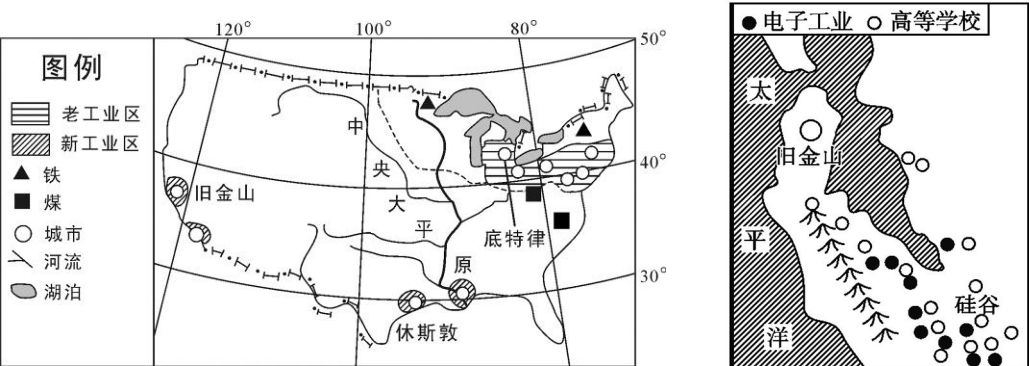 120°
100°
80°
50°
40°
30°
图例
老工业区
新工业区
铁
煤
城市
河流
湖泊
中
央
大
平
原
旧金山
底特律
休斯敦
电子工业 高等学校
太
平
洋
旧金山
硅谷